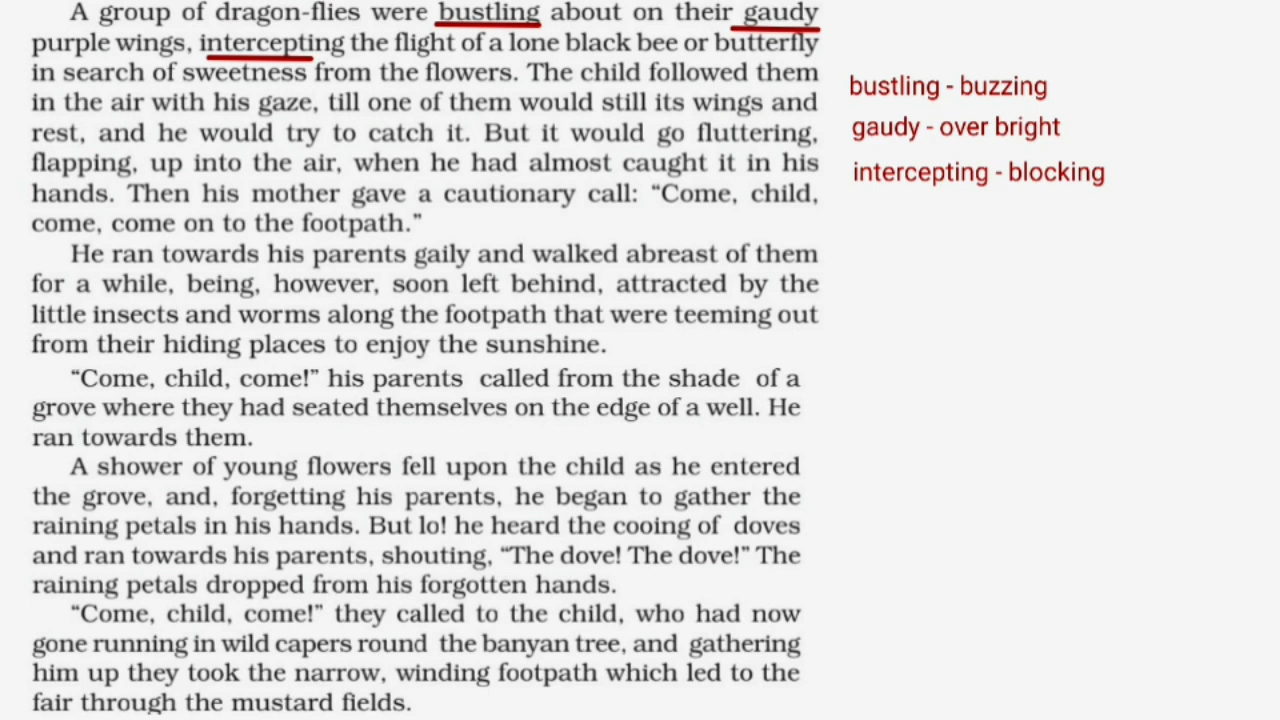 A group of dragon-flies were bustling about on their gaudy
purple wings, intercepting the flight of a lone black bee or butterfly
in search of sweetness from the flowers. The child followed them
in the air with his gaze, till one of them would still its wings and
rest, and he would try to catch it. But it would go fluttering,
flapping, up into the air, when he had almost caught it in his
hands. Then his mother gave a cautionary call: “Come, child,
come, come on to the footpath.”
He ran towards his parents gaily and walked abreast of them
for a while, being, however, soon left behind, attracted by the
little insects and worms along the footpath that were teeming out
from their hiding places to enjoy the sunshine.
“Come, child, come!” his parents called from the shade of a
grove where they had seated themselves on the edge of a well. He
ran towards them.
A shower of young flowers fell upon the child as he entered
the grove, and, forgetting his parents, he began to gather the
raining petals in his hands. But lo! he heard the cooing of doves
and ran towards his parents, shouting, “The dove! The dove!” The
raining petals dropped from his forgotten hands.
“Come, child, come!” they called to the child, who had now
gone running in wild capers round the banyan tree, and gathering
him up they took the narrow, winding footpath which led to the
fair through the mustard fields.
bustling - buzzing
gaudy - over bright
intercepting - blocking